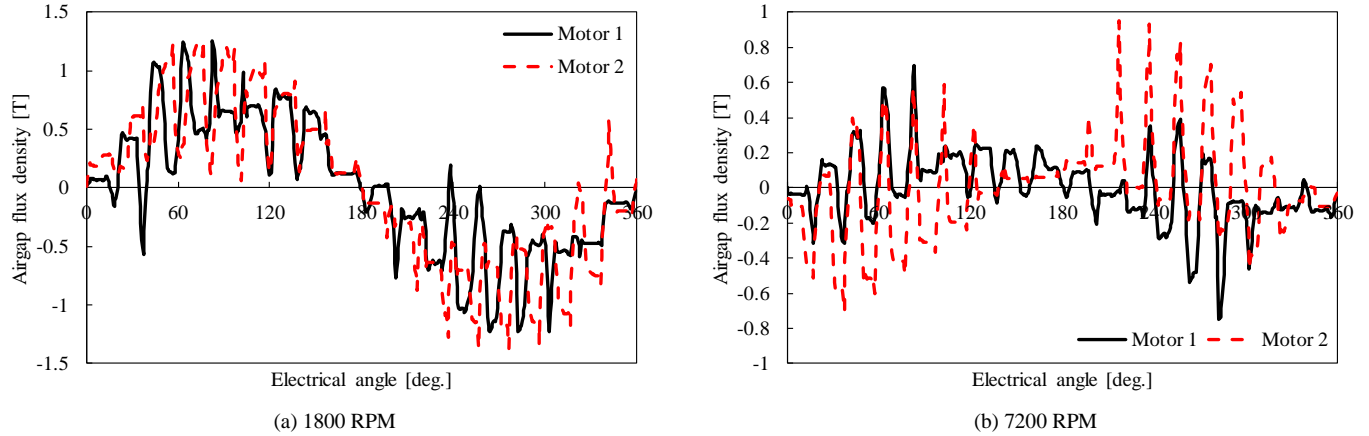 1.5
1
0.5
0
-0.5
-1
-1.5
Airgap flux density [T]
0 60 120 180 240 300 360
Electrical angle [deg.]
Motor 1
Motor 2
(a) 1800 RPM
1
0.8
0.6
0.4
0.2
0
-0.2
-0.4
-0.6
-0.8
-1
Airgap flux density [T]
0 60 120 180 240 300 360
Electrical angle [deg.]
Motor 1 Motor 2
(b) 7200 RPM